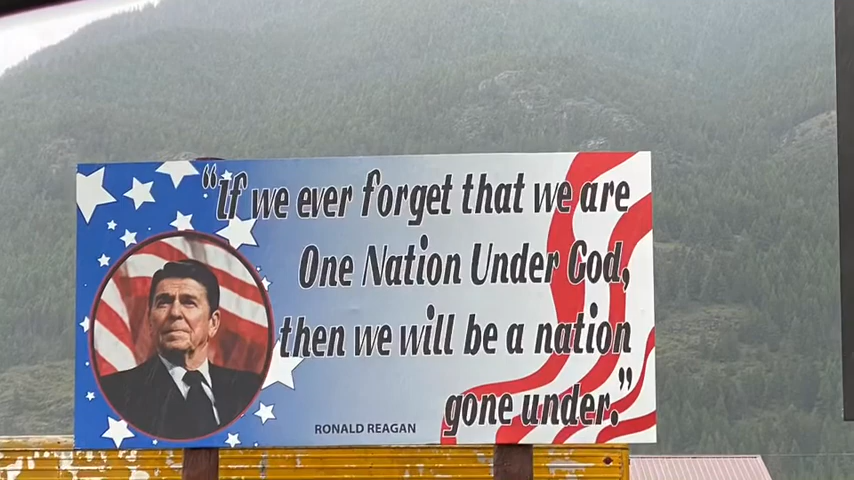 “If we ever forget that we are
One Nation Under God,
then we will be a nation
gone under.”
RONALD REAGAN